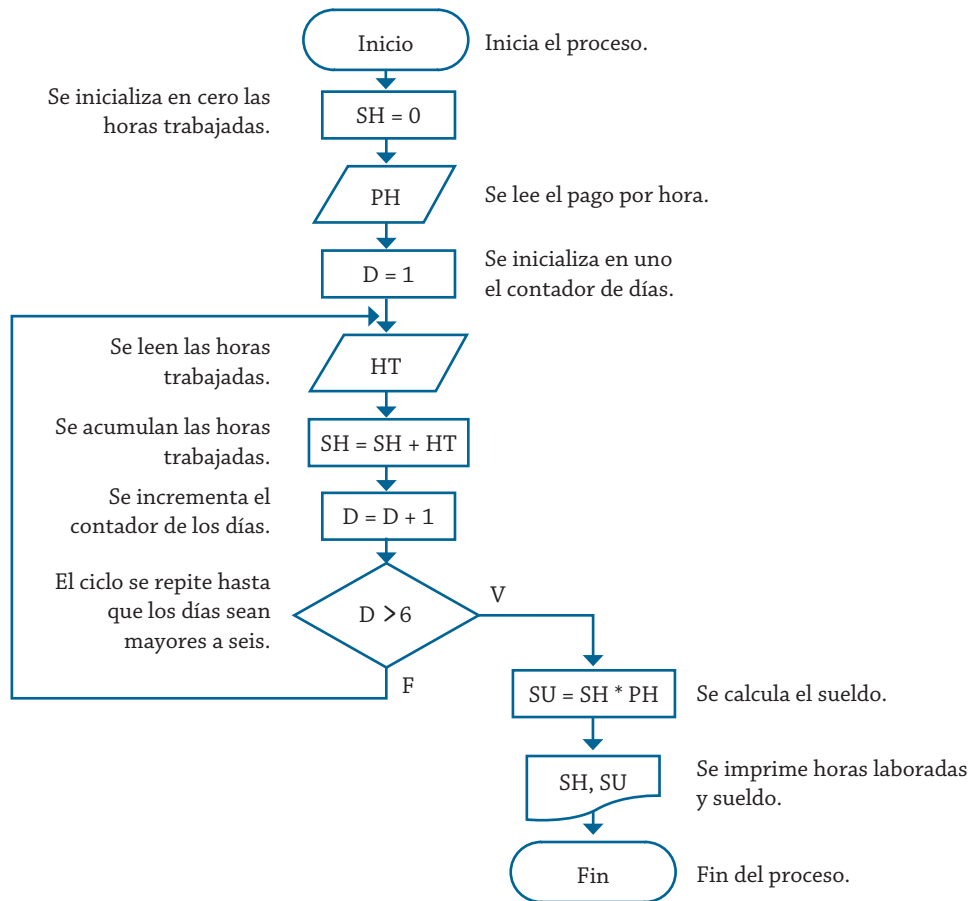 Inicio
Inicia el proceso.
Se inicializa en cero las
horas trabajadas.
SH = 0
PH
Se lee el pago por hora.
D = 1
Se inicializa en uno
el contador de días.
Se leen las horas
trabajadas.
HT
Se acumulan las horas
trabajadas.
SH = SH + HT
Se incrementa el
contador de los días.
D = D + 1
El ciclo se repite hasta
que los días sean
mayores a seis.
D >6
V
F
SU = SH * PH
Se calcula el sueldo.
SH, SU
Se imprime horas laboradas
y sueldo.
Fin
Fin del proceso.